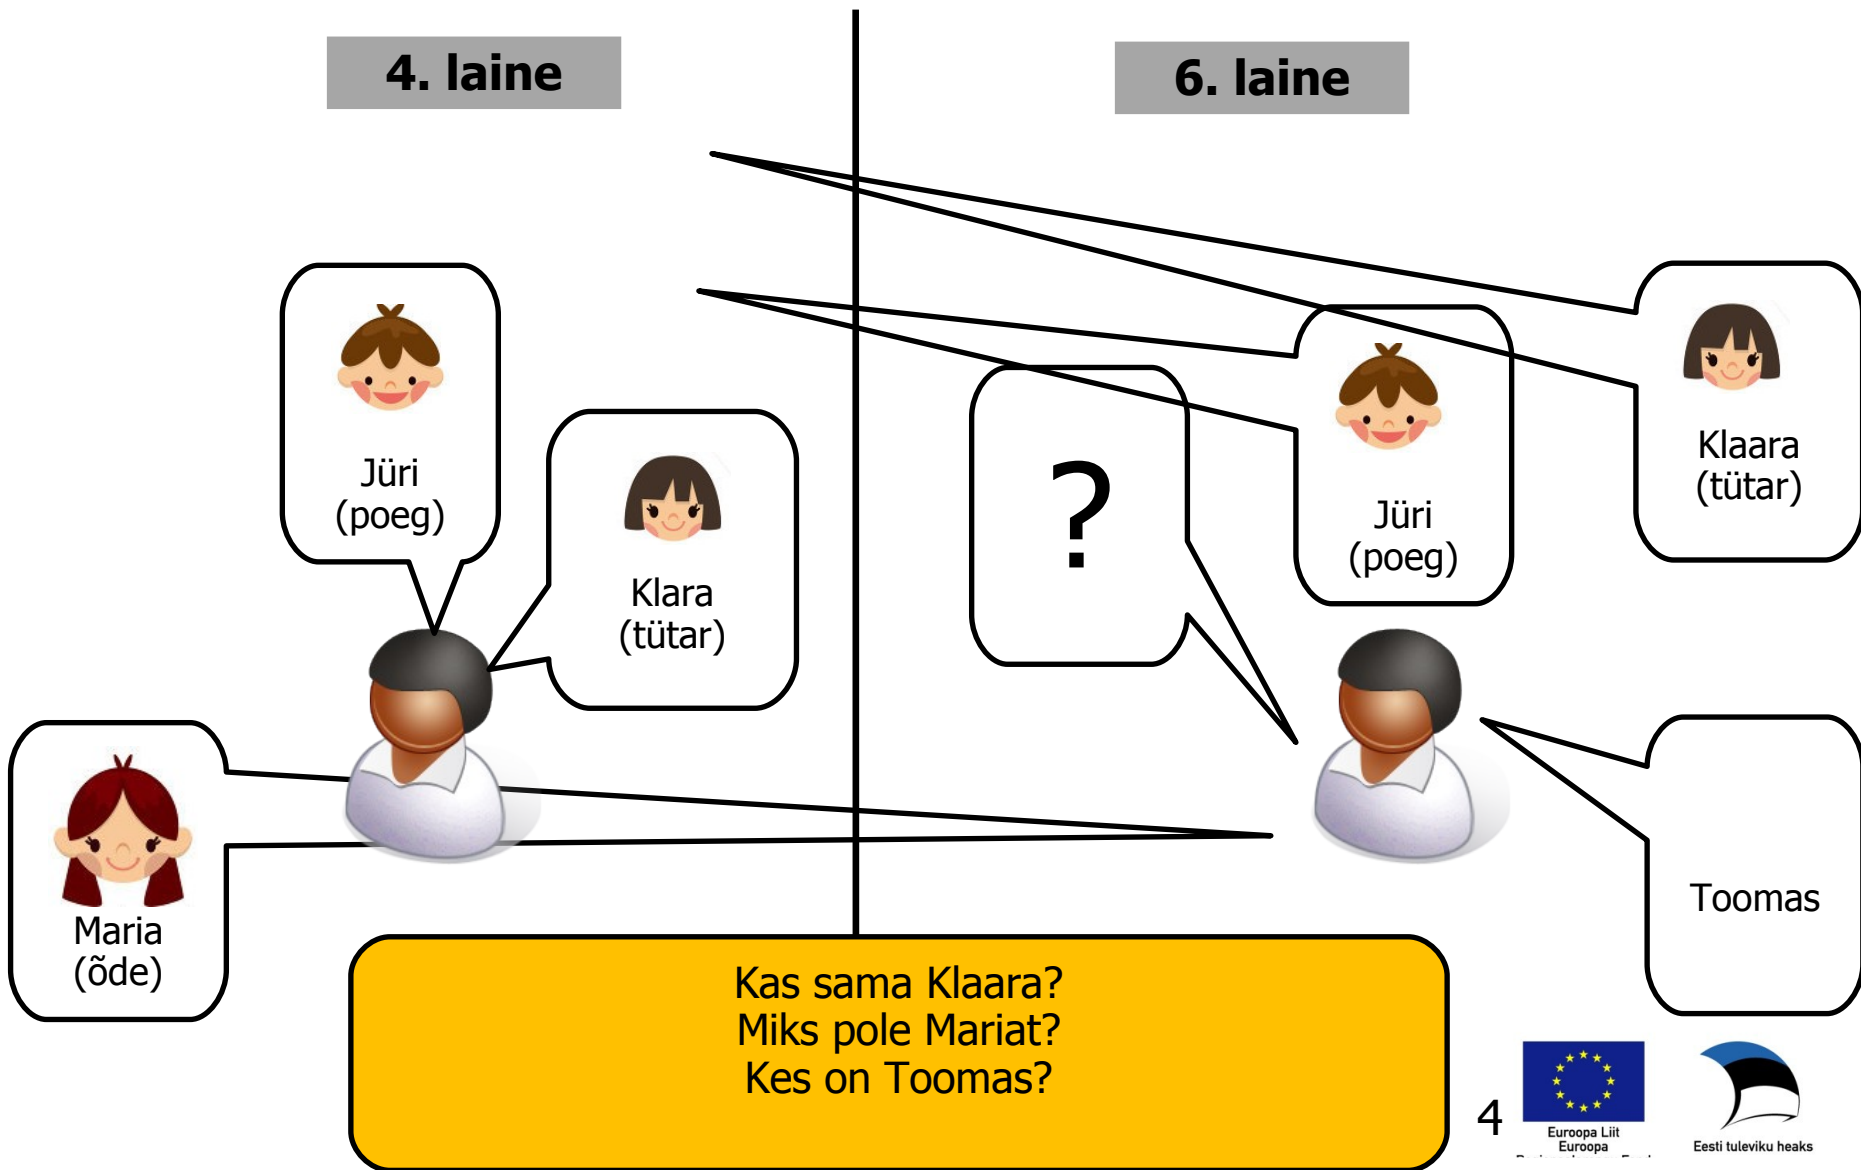 4. laine
6. laine
Jüri
(poeg)
Klara
(tütar)
Maria
(õde)
?
Jüri
(poeg)
Klaara
(tütar)
Toomas
Kas sama Klaara?
Miks pole Mariat?
Kes on Toomas?
4
Euroopa Liit
Euroopa
Eesti tuleviku heaks